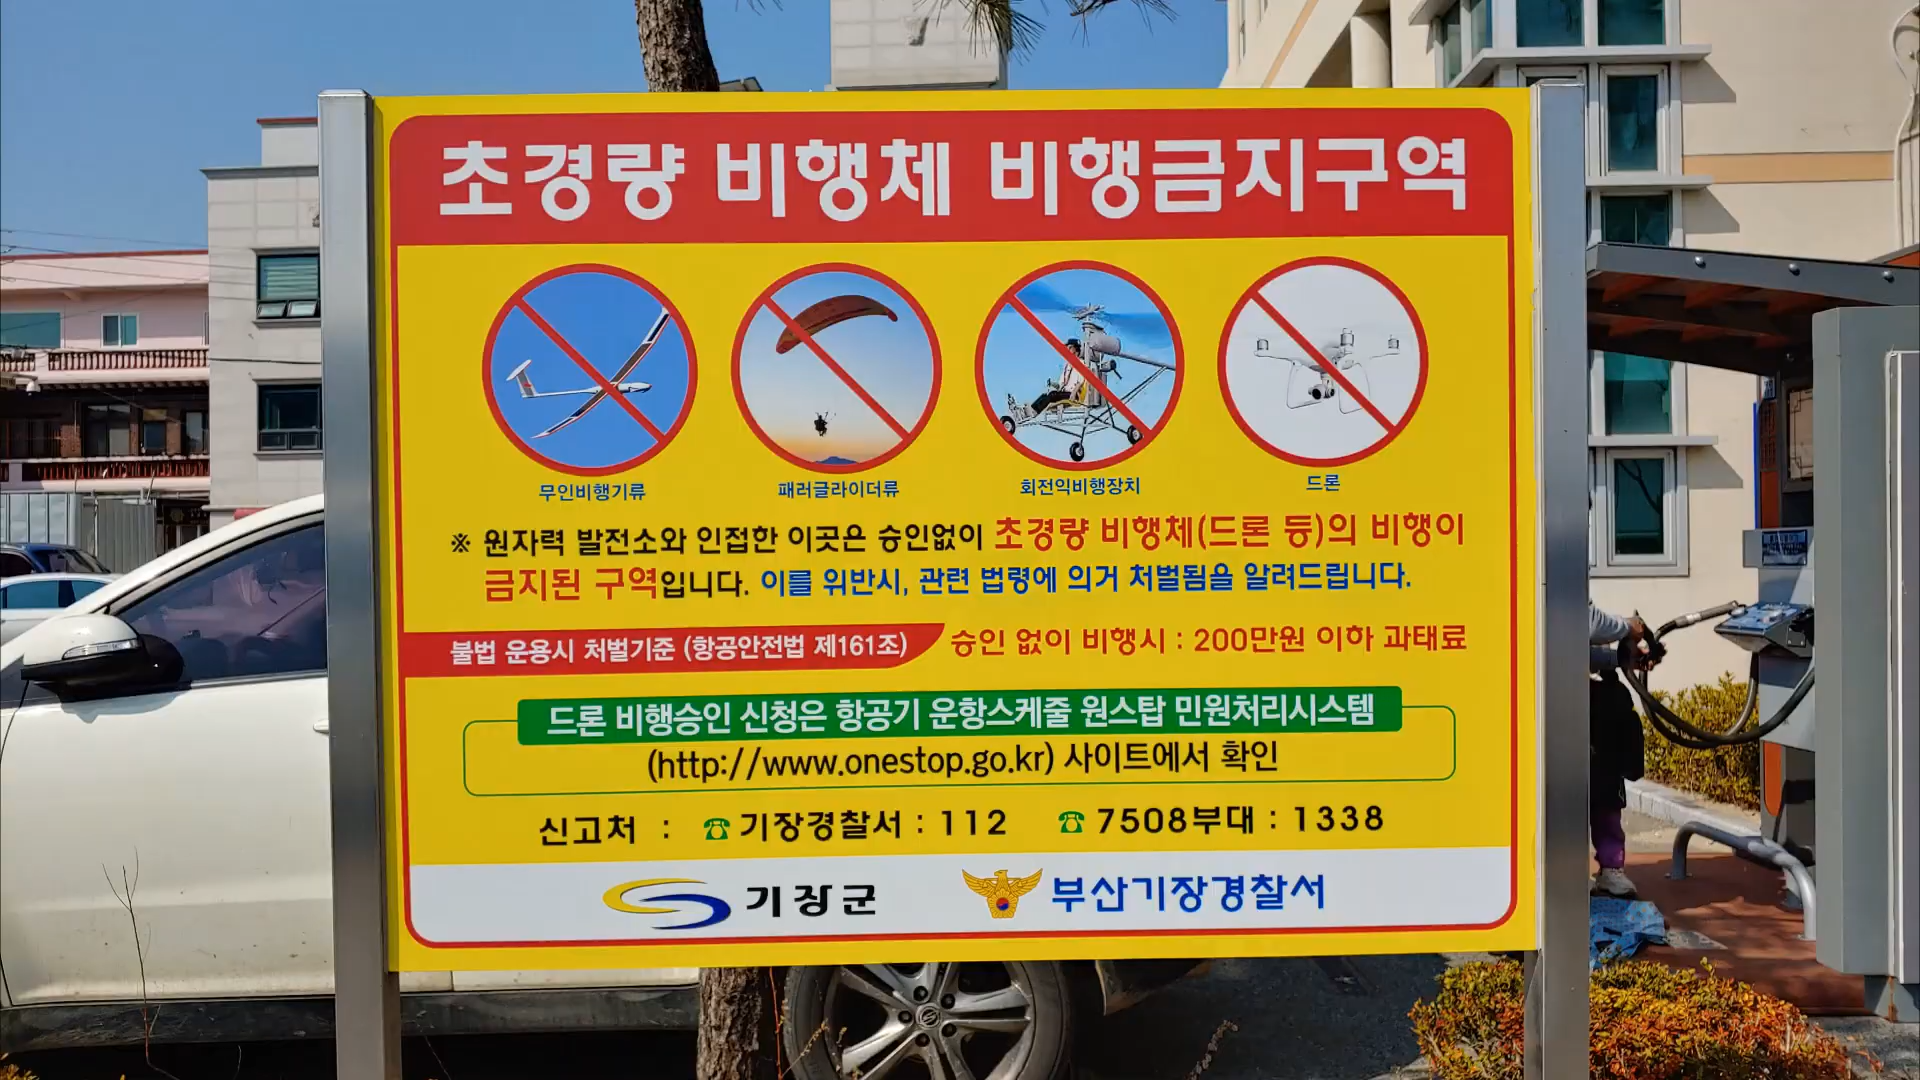 초경량 비행체 비행금지구역
무인비행기류 패러글라이더류 회전익비행장치 드론
※ 원자력 발전소와 인접한 이곳은 승인없이 초경량 비행체(드론 등)의 비행이
금지된 구역입니다. 이를 위반시, 관련 법령에 의거 처벌됨을 알려드립니다.
불법 운용시 처벌기준 (항공안전법 제161조) 승인 없이 비행시 : 200만원 이하 과태료
드론 비행승인 신청은 항공기 운항스케줄 원스탑 민원처리시스템
(http://www.onestop.go.kr) 사이트에서 확인
신고처 : ☎기장경찰서 : 112 ☎7508부대 : 1338
기장군 부산기장경찰서